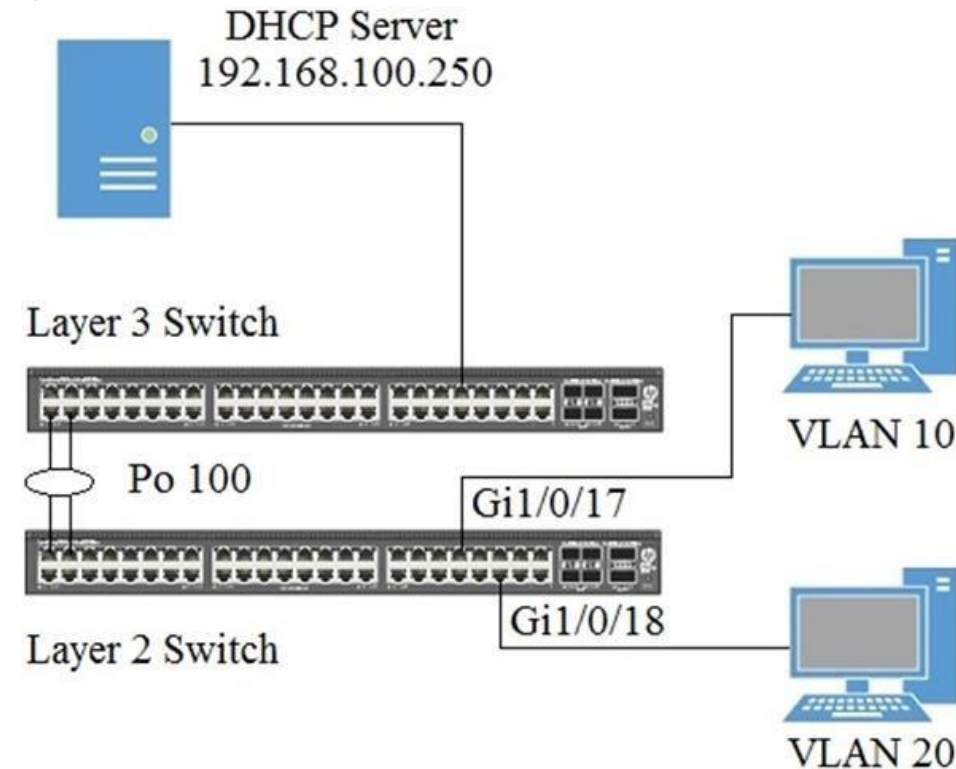 DHCP Server
192.168.100.250
Layer 3 Switch
Po 100
Gi1/0/17
VLAN 10
Gi1/0/18
Layer 2 Switch
VLAN 20